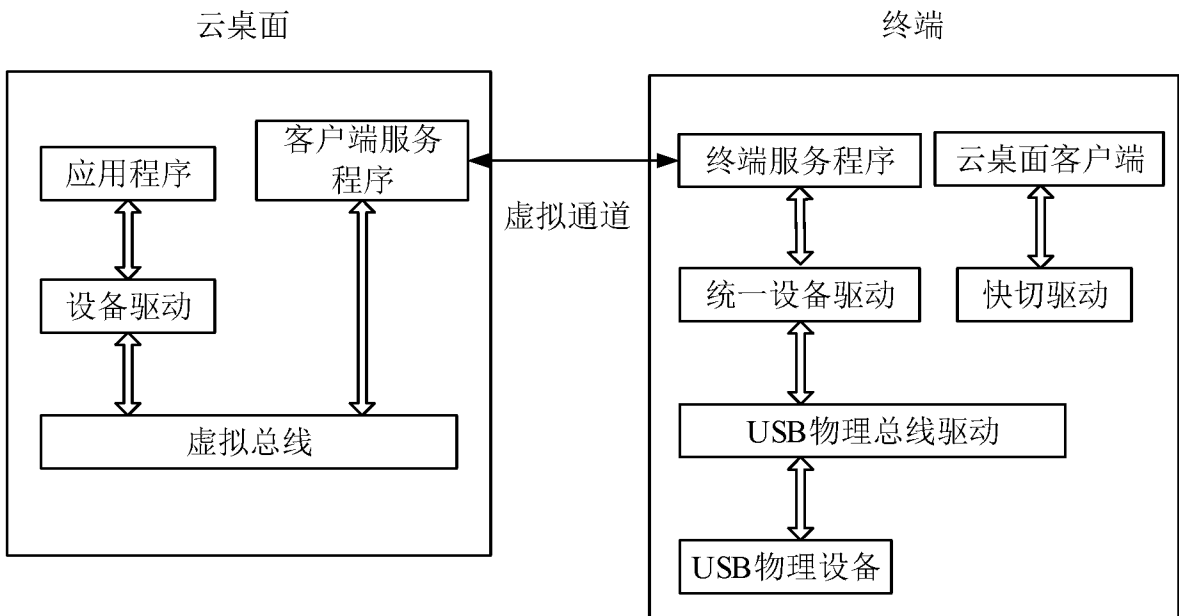 云桌面
终端
客户端服务
程序
应用程序
设备驱动
虚拟总线
虚拟通道
终端服务程序
云桌面客户端
统一设备驱动
快切驱动
USB物理总线驱动
USB物理设备